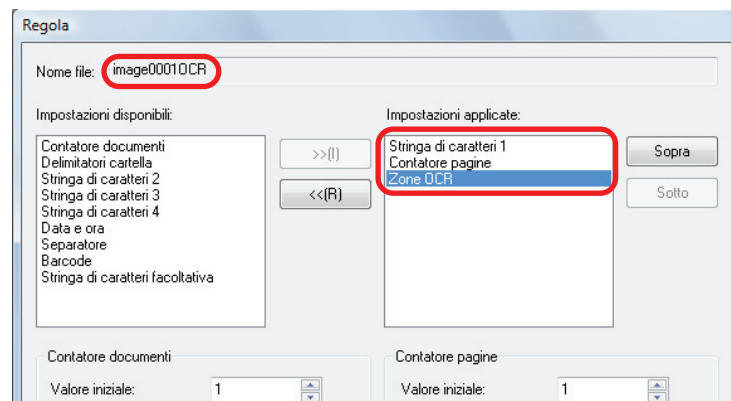 Regola
Nome file: image0001OCR
Impostazioni disponibili:
Contatore documenti
Delimitatori cartella
Stringa di caratteri 2
Stringa di caratteri 3
Stringa di caratteri 4
Data e ora
Separatore
Barcode
Stringa di caratteri facoltativa
>>(I)
<<(R)
Impostazioni applicate:
Stringa di caratteri 1
Contatore pagine
Zone OCR
Sopra
Sotto
Contatore documenti
Valore iniziale: 1
Contatore pagine
Valore iniziale: 1